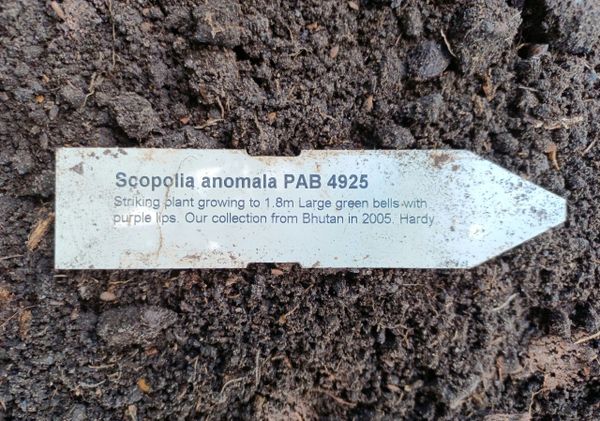 Scopolia anomala PAB 4925
Striking plant growing to 1.8m Large green bells with
purple lips. Our collection from Bhutan in 2005. Hardy